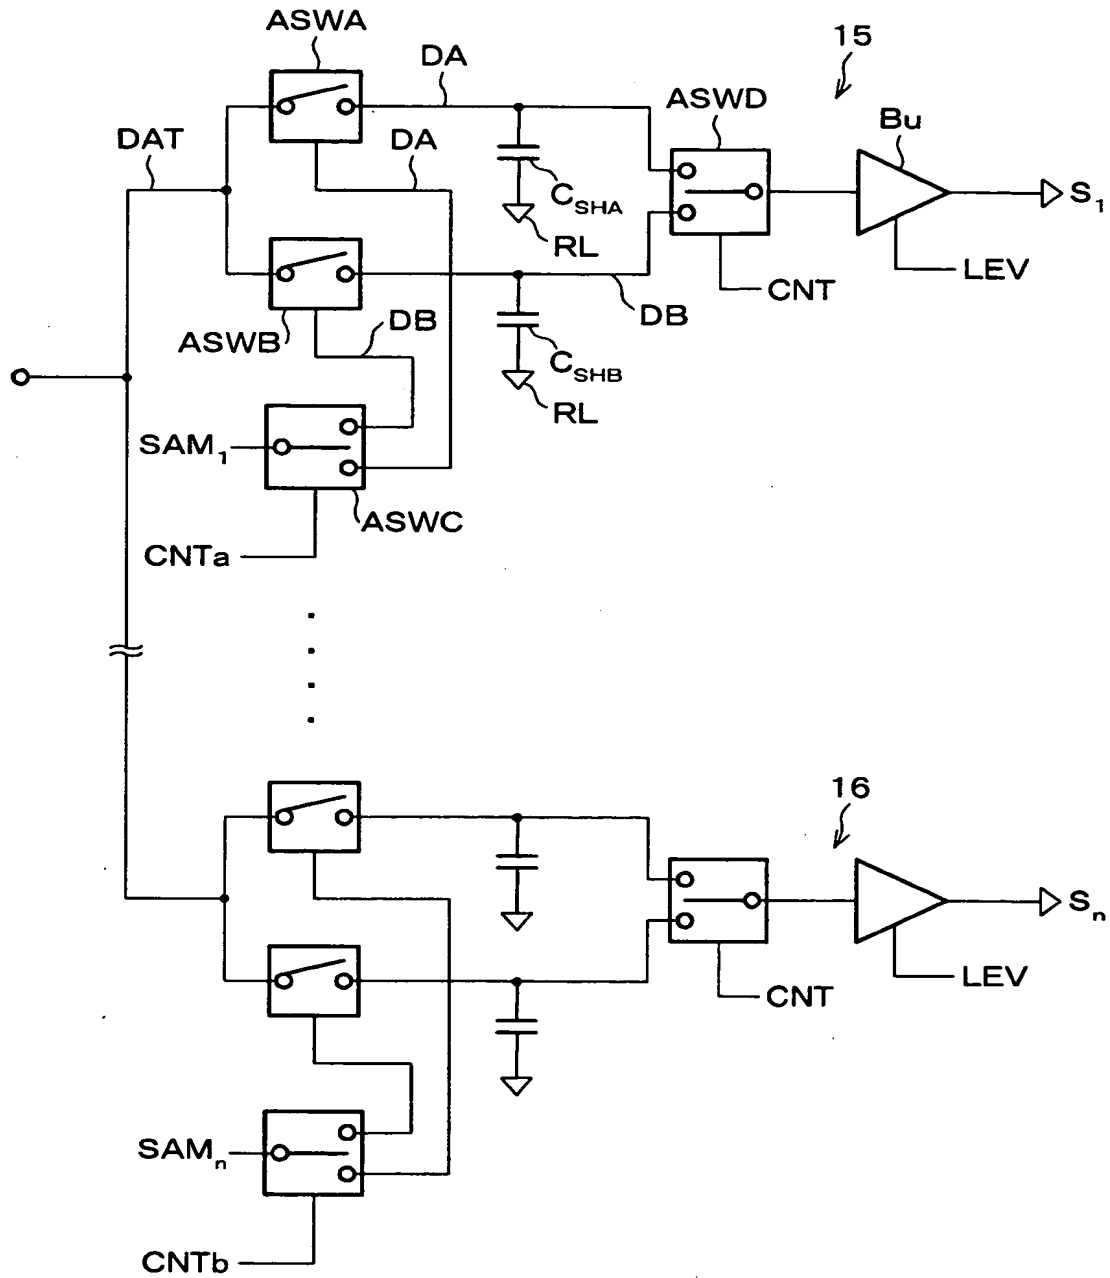 ASWA
15
DA
ASWD
Bu
DAT
DA
C_SHA
S_1
RL
LEV
CNT
DB
ASWB
DB
C_SHB
RL
SAM_1
ASWC
CNTa
16
S_n
LEV
CNT
SAM_n
CNTb